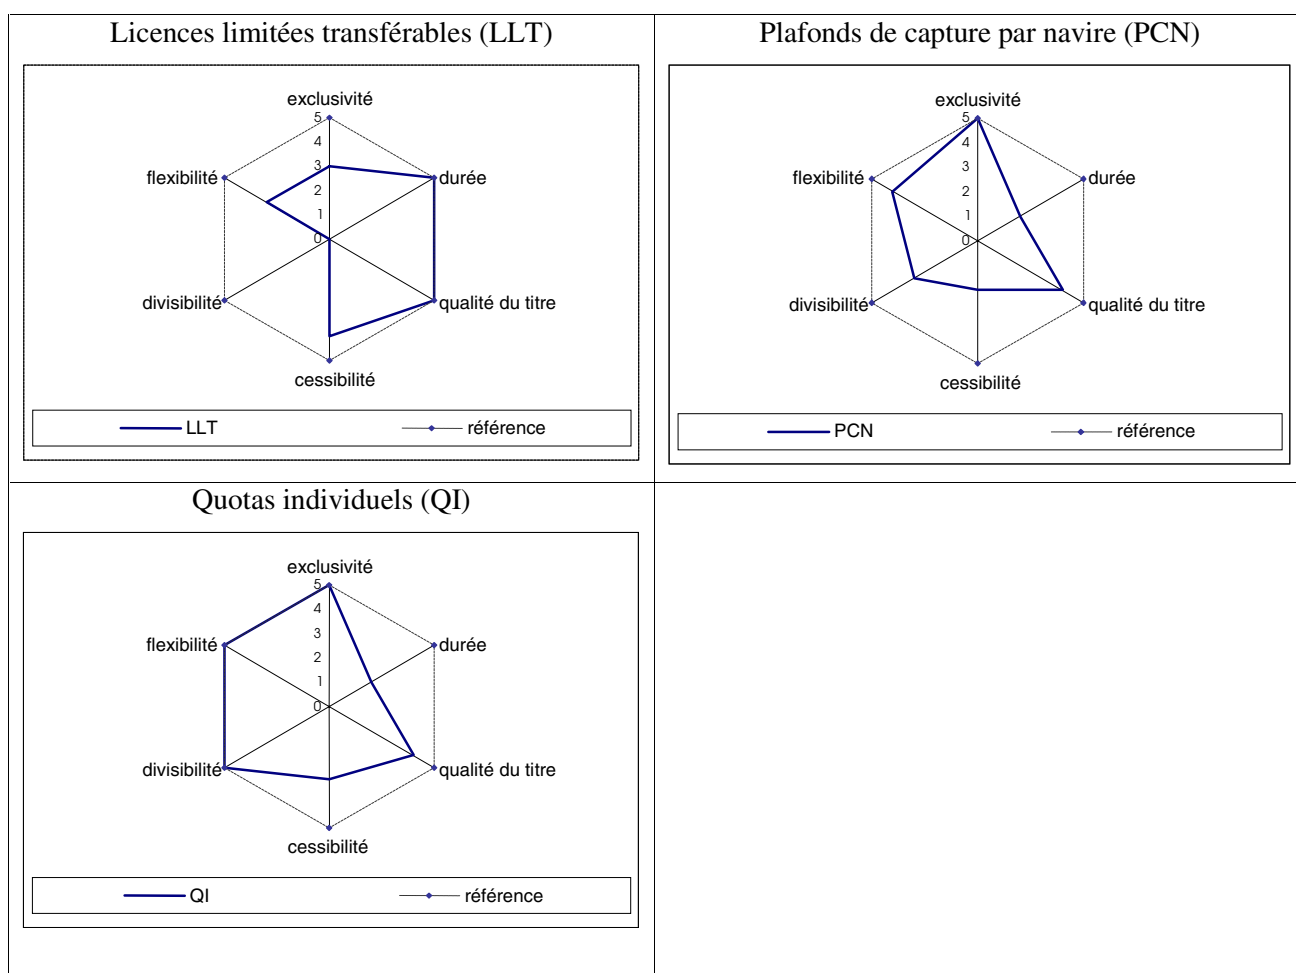 Licences limitées transférables (LLT)
exclusivité
5
4
3
2
1
0
flexibilité
durée
divisibilité
qualité du titre
cessibilité
LLT
référence
Plafonds de capture par navire (PCN)
exclusivité
5
4
3
2
1
0
flexibilité
durée
divisibilité
qualité du titre
cessibilité
PCN
référence
Quotas individuels (QI)
exclusivité
5
4
3
2
1
0
flexibilité
durée
divisibilité
qualité du titre
cessibilité
QI
référence